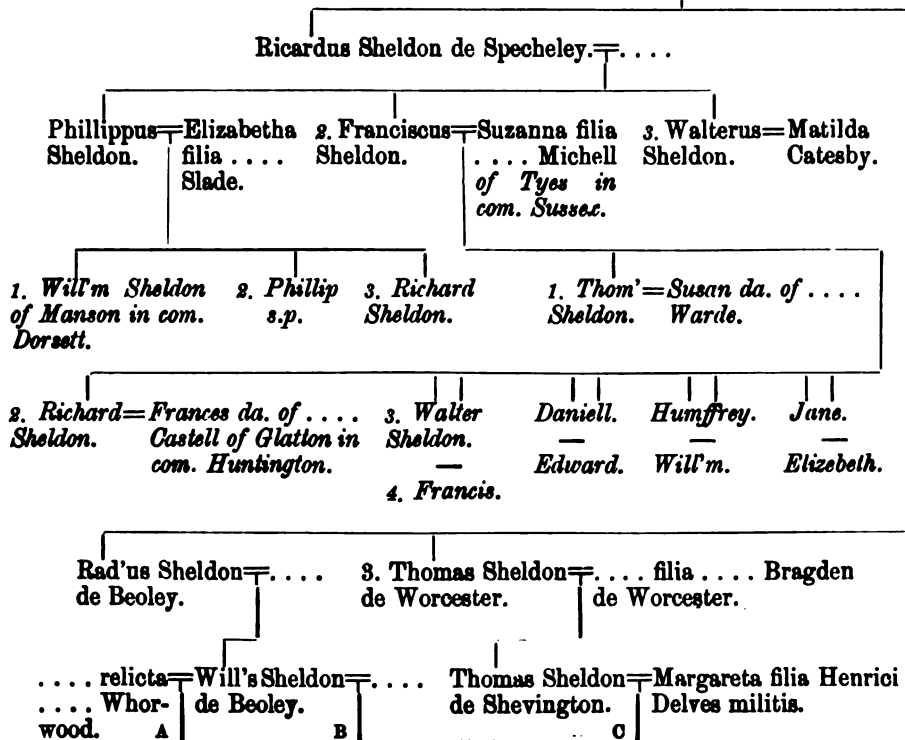 Ricardus Sheldon de Specheley.=. . . .
Phillippus=Elizabetha 2. Franciscus=Suzanna filia 3. Walterus=Matilda
Sheldon. filia . . . . Sheldon. . . . . Michell Sheldon. Catesby.
Slade. of Tyes in
com. Sussex.
1. Will'm Sheldon 2. Phillip 3. Richard 1. Thom'=Susan da. of . . . .
of Manson in com. s.p. Sheldon. Sheldon. Warde.
Dorsett.
2. Richard=Frances da. of . . . . 3. Walter Daniell. Humffrey. Jane.
Sheldon. Castell of Glatton in Sheldon. — — —
com. Huntington. — Edward. Will'm. Elizebeth.
4. Francis.
Rad'us Sheldon=. . . . 3. Thomas Sheldon=. . . . filia . . . . Bragden
de Beoley. de Worcester. de Worcester.
. . . . relicta=Will's Sheldon=. . . . Thomas Sheldon=Margareta filia Henrici
. . . . Whor- de Beoley. de Shevington. Delves militis.
wood. A B C